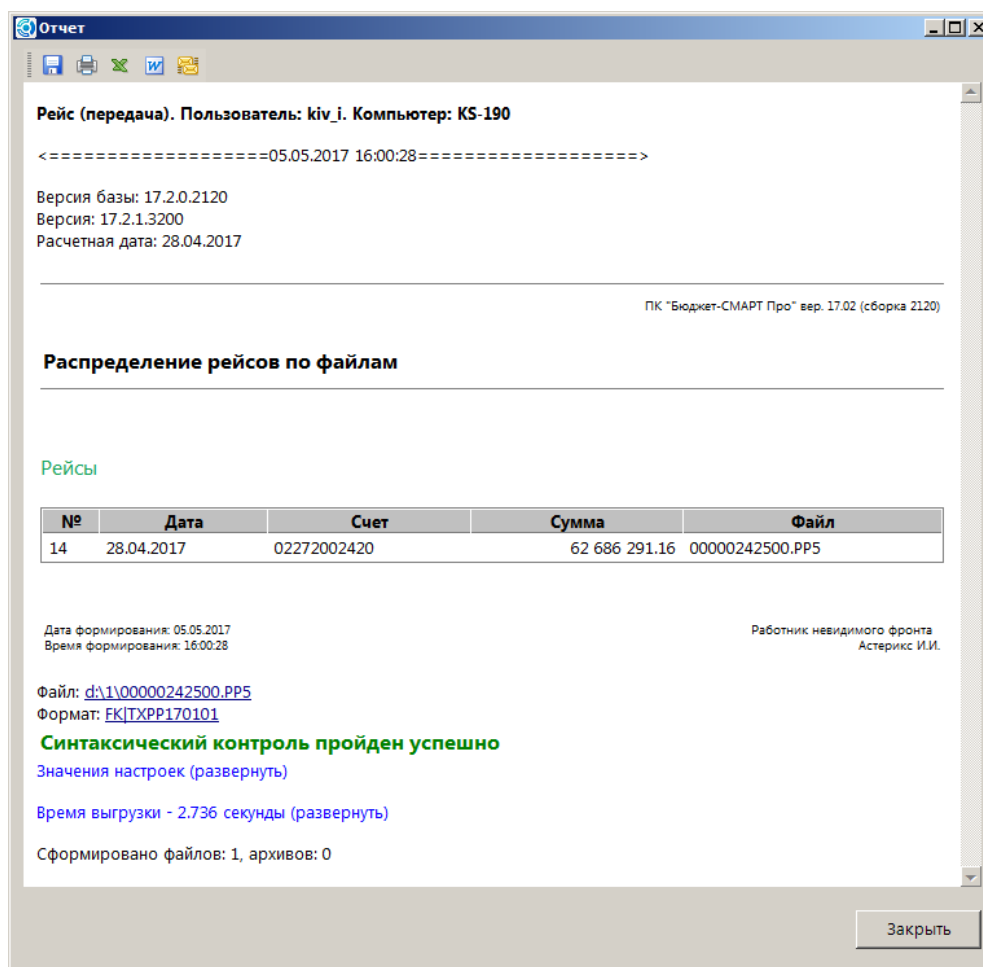 Отчет
Рейс (передача). Пользователь: kiv_i. Компьютер: KS-190
<===================05.05.2017 16:00:28===================>
Версия базы: 17.2.0.2120
Версия: 17.2.1.3200
Расчетная дата: 28.04.2017
ПК "Бюджет-СМАРТ Про" вер. 17.02 (сборка 2120)
Распределение рейсов по файлам
Рейсы
№ Дата Счет Сумма Файл
14 28.04.2017 02272002420 62 686 291.16 00000242500.PP5
Дата формирования: 05.05.2017 Работник невидимого фронта
Время формирования: 16:00:28 Астерикс И.И.
Файл: d:\1\00000242500.PP5
Формат: FK|TXPP170101
Синтаксический контроль пройден успешно
Значения настроек (развернуть)
Время выгрузки - 2.736 секунды (развернуть)
Сформировано файлов: 1, архивов: 0
Закрыть